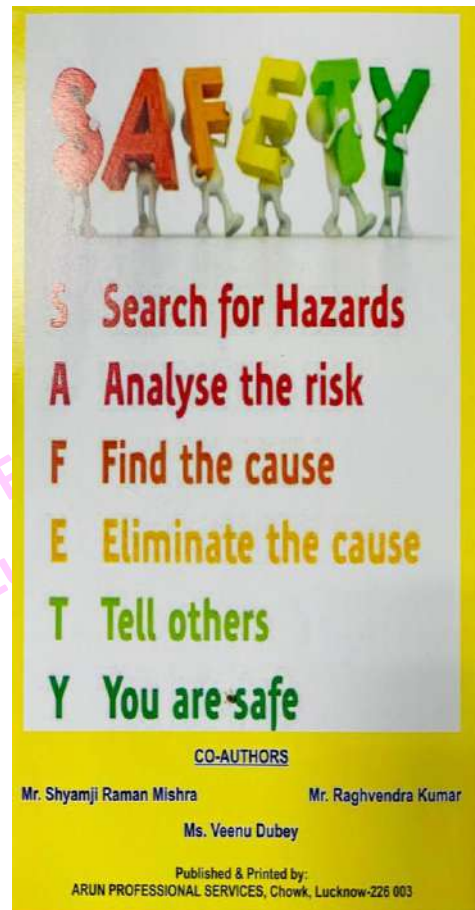 SAFETY
S Search for Hazards
A Analyse the risk
F Find the cause
E Eliminate the cause
T Tell others
Y You are safe
CO-AUTHORS
Mr. Shyamji Raman Mishra Mr. Raghvendra Kumar
Ms. Veenu Dubey
Published & Printed by:
ARUN PROFESSIONAL SERVICES, Chowk, Lucknow-226 003